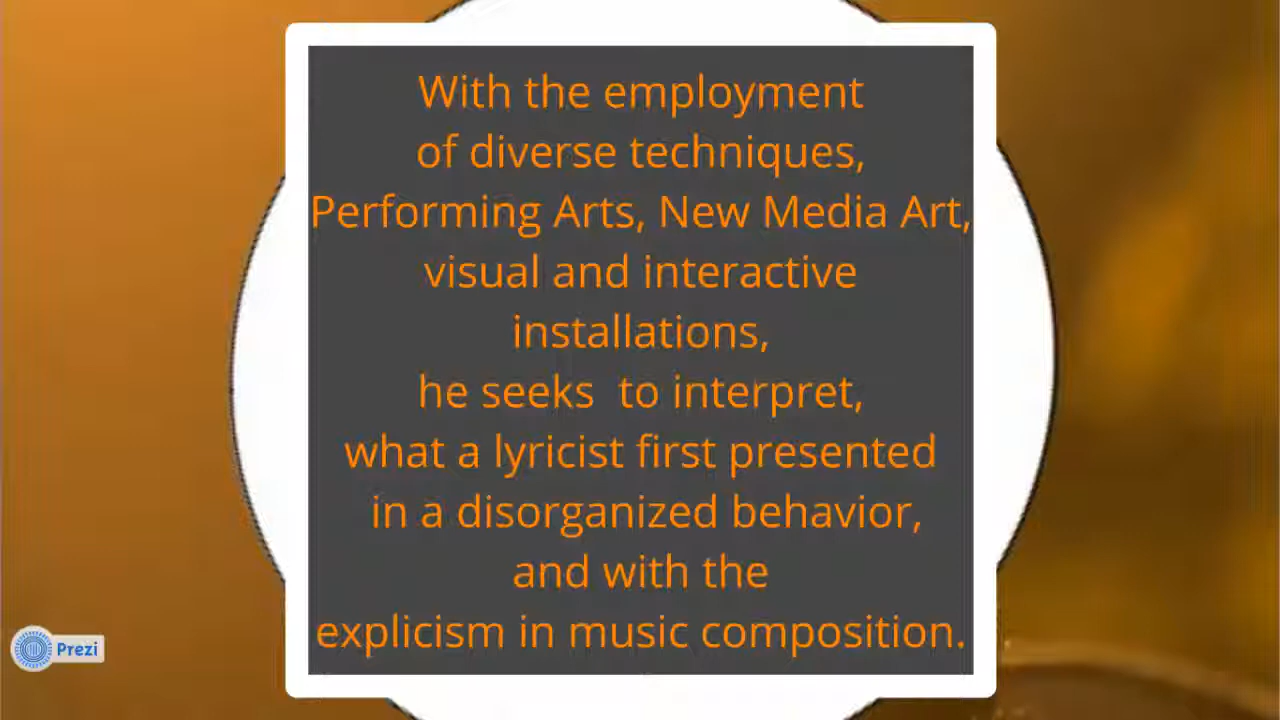 With the employment
of diverse techniques,
Performing Arts, New Media Art,
visual and interactive
installations,
he seeks  to interpret,
what a lyricist first presented
in a disorganized behavior,
and with the
explicism in music composition.
Prezi